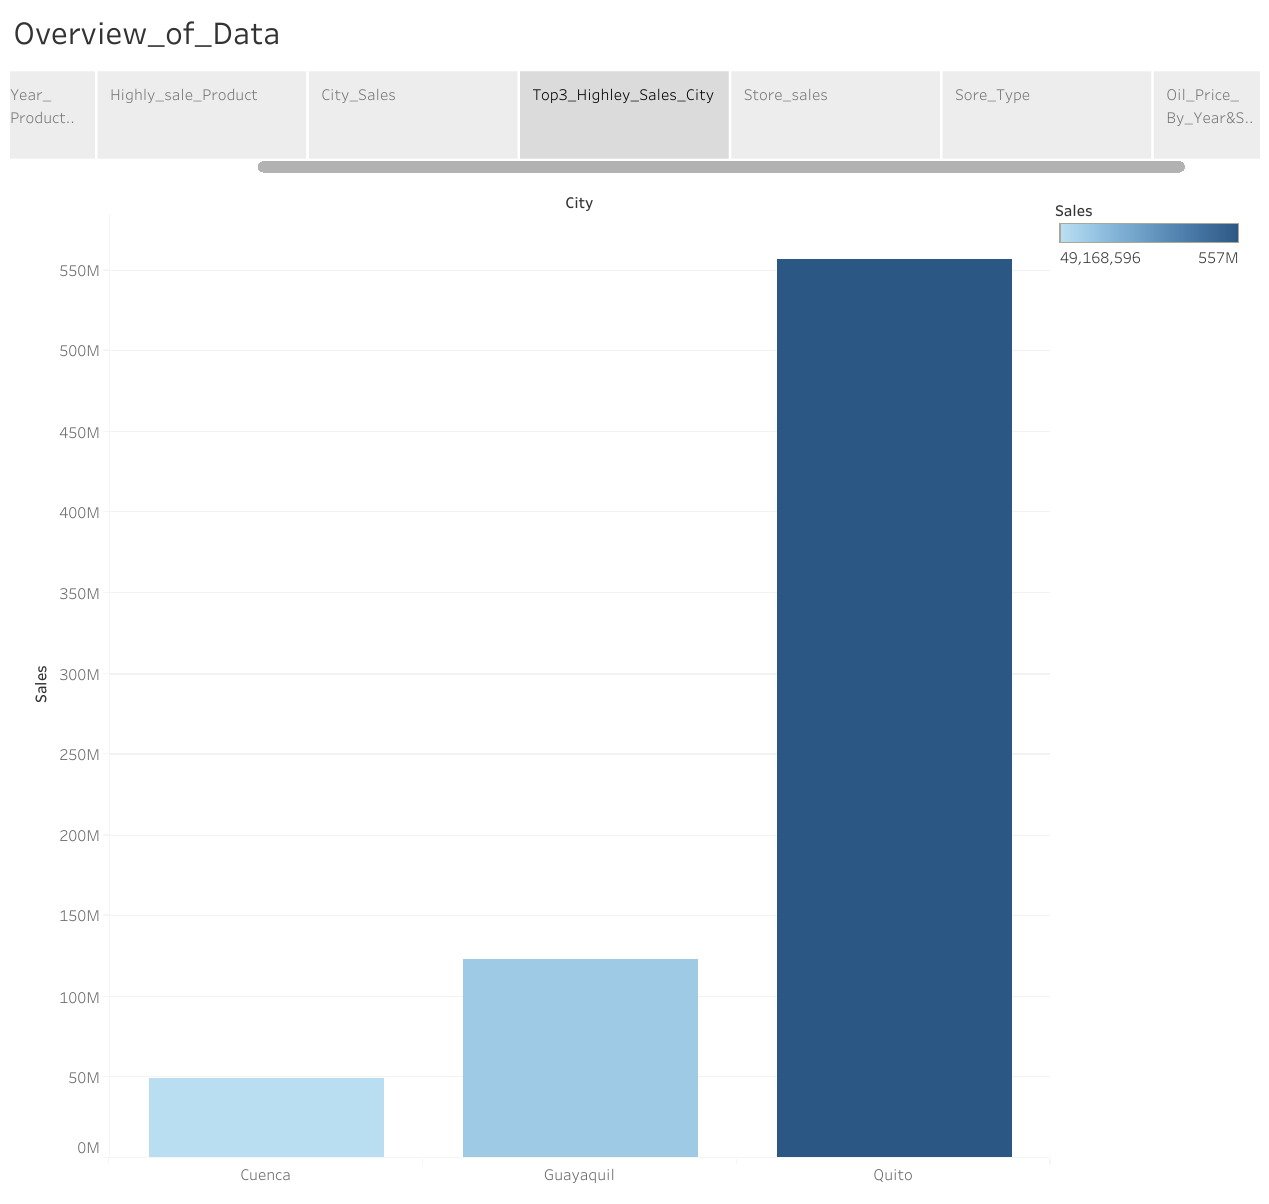 Overview_of_Data
Year_
Product..
Highly_sale_Product
City_Sales
Top3_Highley_Sales_City
Store_sales
Sore_Type
Oil_Price_
By_Year&S..
City
Sales
49,168,596 557M
550M
500M
450M
400M
350M
300M
250M
200M
150M
100M
50M
0M
Sales
Cuenca Guayaquil Quito